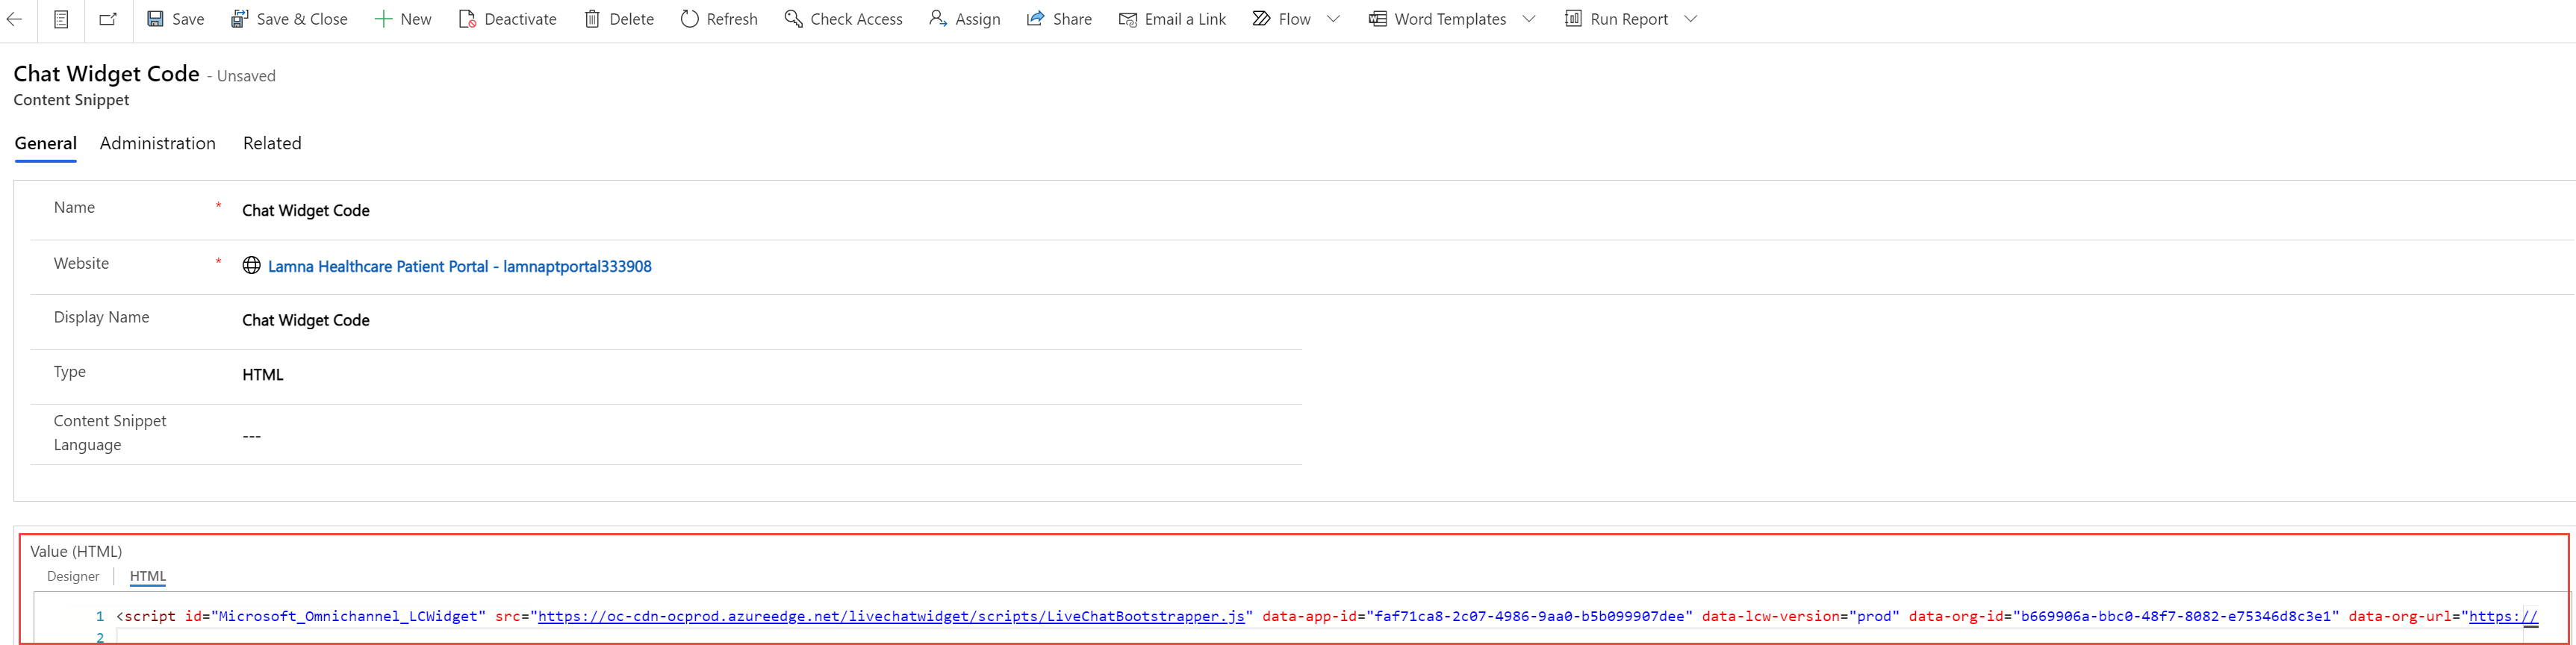 Save Save & Close New Deactivate Delete Refresh Check Access Assign Share Email a Link Flow Word Templates Run Report
Chat Widget Code - Unsaved
Content Snippet
General Administration Related
Name * Chat Widget Code
Website * Lamna Healthcare Patient Portal - lamnaptportal333908
Display Name Chat Widget Code
Type HTML
Content Snippet
Language ---
Value (HTML)
Designer HTML
1 <script id="Microsoft_Omnichannel_LCWidget" src="https://oc-cdn-ocprod.azureedge.net/livechatwidget/scripts/LiveChatBootstrapper.js" data-app-id="faf71ca8-2c07-4986-9aa0-b5b099907dee" data-lcw-version="prod" data-org-id="b669906a-bbc0-48f7-8082-e75346d8c3e1" data-org-url="https://
2